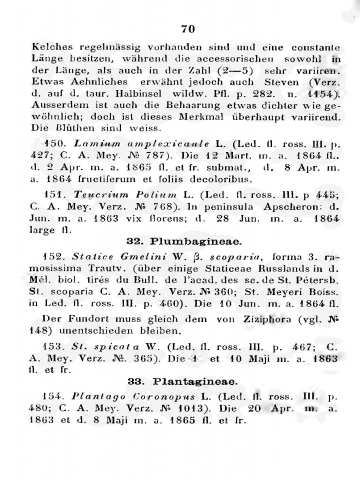 70
Kelches regelmässig vorhanden sind und eine constante
Länge besitzen, während die accessorischen sowohl in
der Länge, als auch in der Zahl (2—5) sehr variiren.
Etwas Aehnliches erwähnt jedoch auch Steven (Verz.
d. auf d. taur. Halbinsel wildw. Pfl. p. 282. n. 1154).
Ausserdem ist auch die Behaarung etwas dichter wie ge-
wöhnlich; doch ist dieses Merkmal überhaupt variirend.
Die Blüthen sind weiss.
150. Lamium amplexicaule L. (Led. fl. ross. III. p.
427; C. A. Mey. № 787). Die 12 Mart. m. a. 1864 fl..
d. 2 Apr. m. a. 1865 fl. et fr. submat., d. 8 Apr. m.
a. 1864 fructiferum et foliis decoloribus.
151. Teucrium Polium L. (Led. fl. ross. III. p 445;
C. A. Mey. Verz. № 768). In peninsula Apscheron: d.
Jun. m. a. 1863 vix florens; d. 28 Jun. m. a. 1864
large fl.
32. Plumbagineae.
152. Statice Gmelini W. β. scoparia, forma 3. ra-
mosissima Trautv. (über einige Staticeae Russlands in d.
Mél. biol. tirés du Bull. de l'acad. des sc. de St. Pétersb.
St. scoparia C. A. Mey. Verz. № 360; St. Meyeri Boiss.
in Led. fl. ross. III. p. 460). Die 10 Jun. m. a. 1864 fl.
Der Fundort muss gleich dem von Ziziphora (vgl. №
148) unentschieden bleiben.
153. St. spicata W. (Led. fl. ross. III. p. 467; C.
A. Mey. Verz. №. 365). Die 1 et 10 Maji m. a. 1863
fl. et fr.
33. Plantagineae.
154. Plantago Coronopus L. (Led. fl. ross. III. p.
480; C. A. Mey. Verz. № 1013). Die 20 Apr. m. a.
1863 et d. 8 Maji m. a. 1865 fl. et fr.